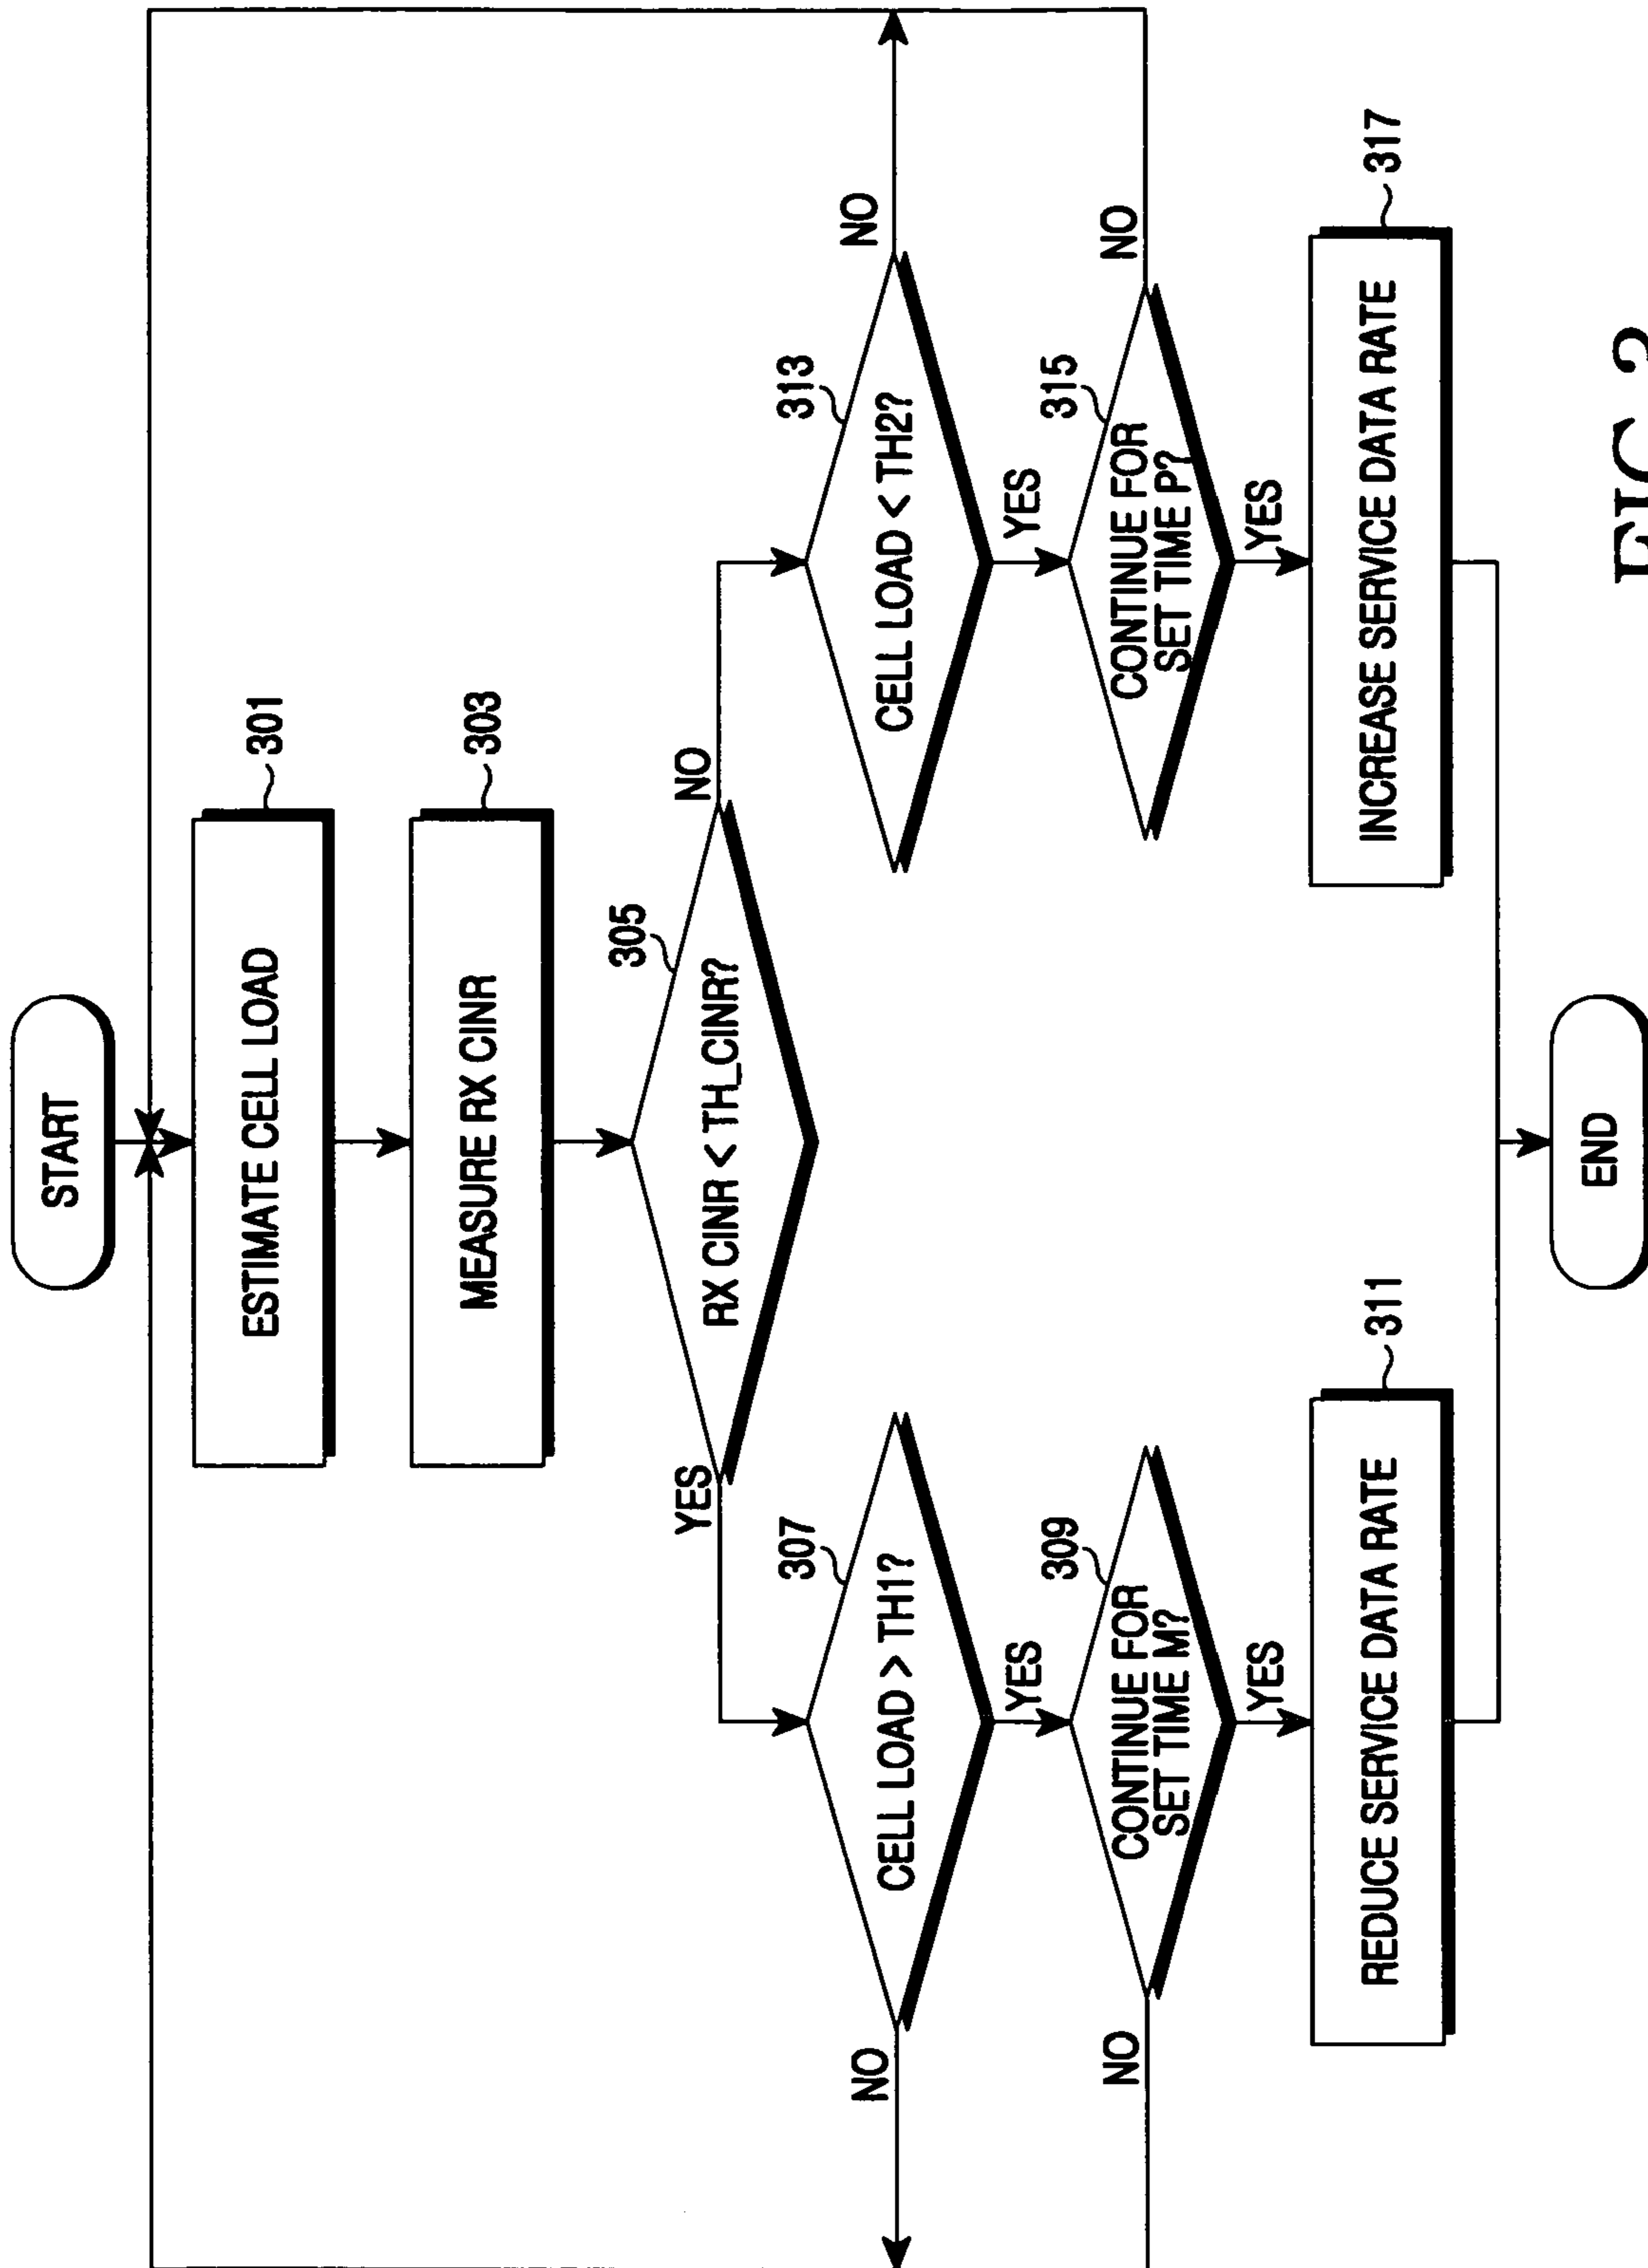 START
ESTIMATE CELL LOAD
301
MEASURE RX CINR
303
RX CINR < TH_CINR?
305
YES
NO
CELL LOAD > TH1?
307
NO
YES
CONTINUE FOR
SET TIME M?
309
NO
YES
REDUCE SERVICE DATA RATE
311
CELL LOAD < TH2?
313
NO
YES
CONTINUE FOR
SET TIME P?
315
NO
YES
INCREASE SERVICE DATA RATE
317
END